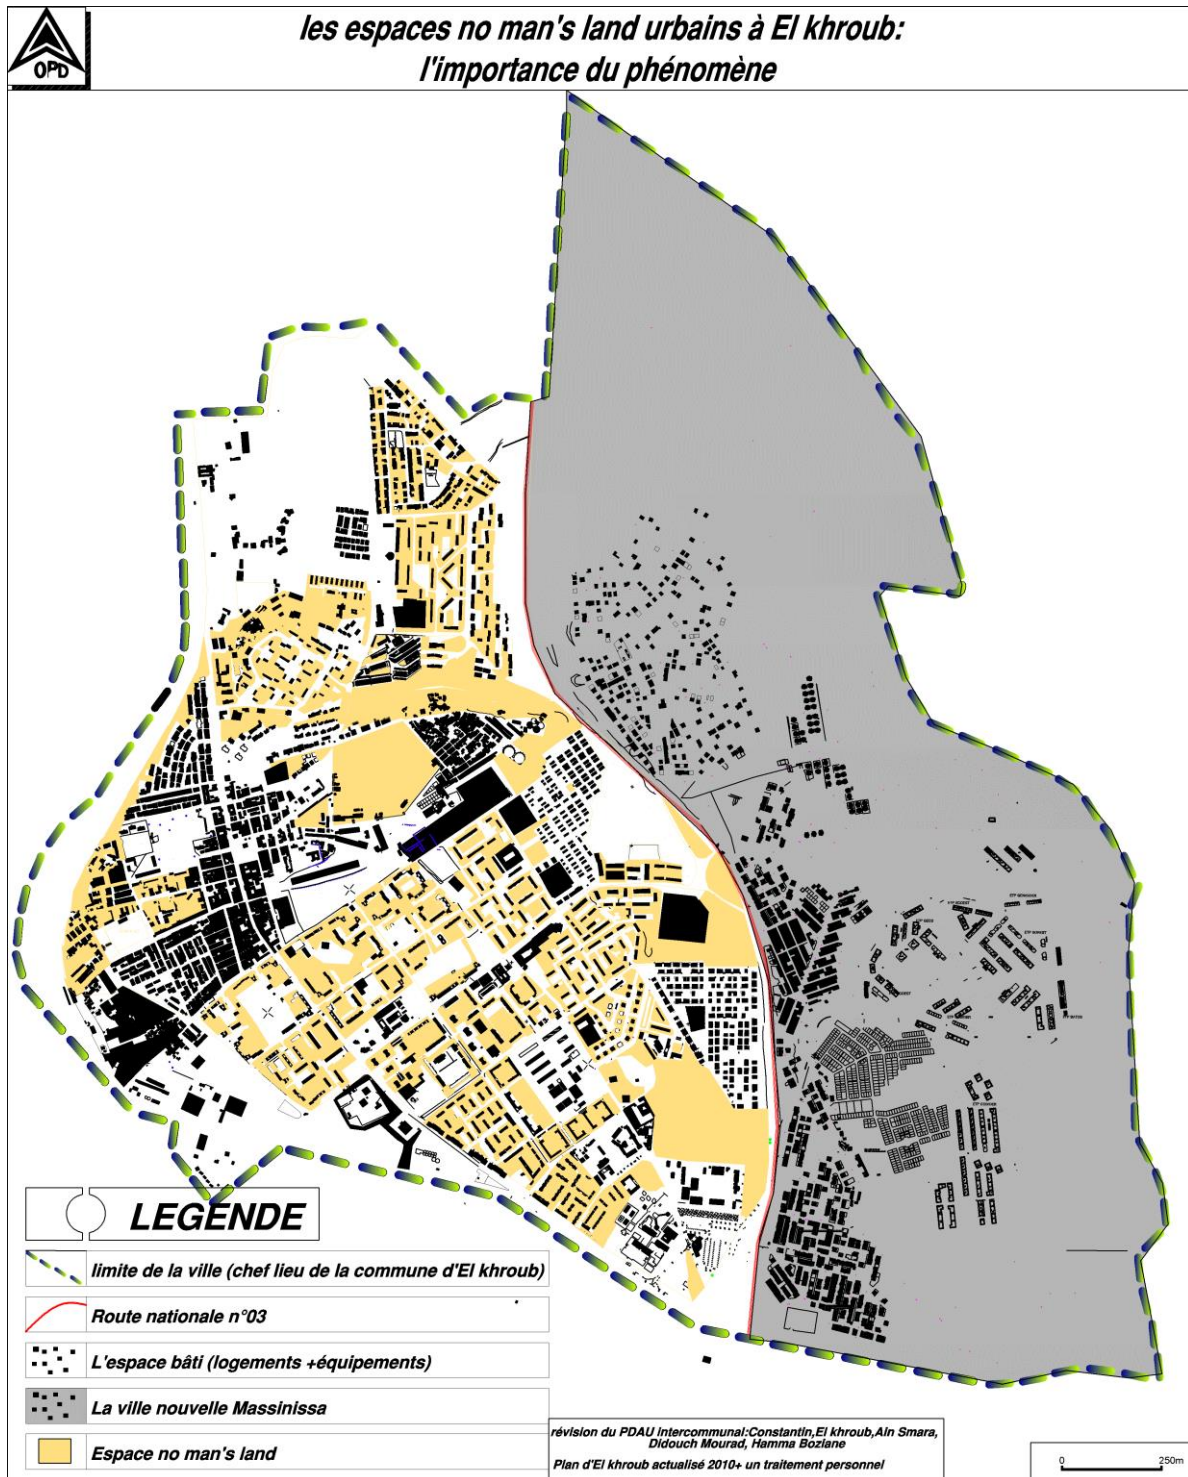 OPD
les espaces no man's land urbains à El khroub:
l'importance du phénomène
LEGENDE
limite de la ville (chef lieu de la commune d'El khroub)
Route nationale n°03
L'espace bâti (logements +équipements)
La ville nouvelle Massinissa
Espace no man's land
révision du PDAU Intercommunal:Constantin,El khroub,Ain Smara,
Didouch Mourad, Hamma Boziane
Plan d'El khroub actualisé 2010+ un traitement personnel
0 250m